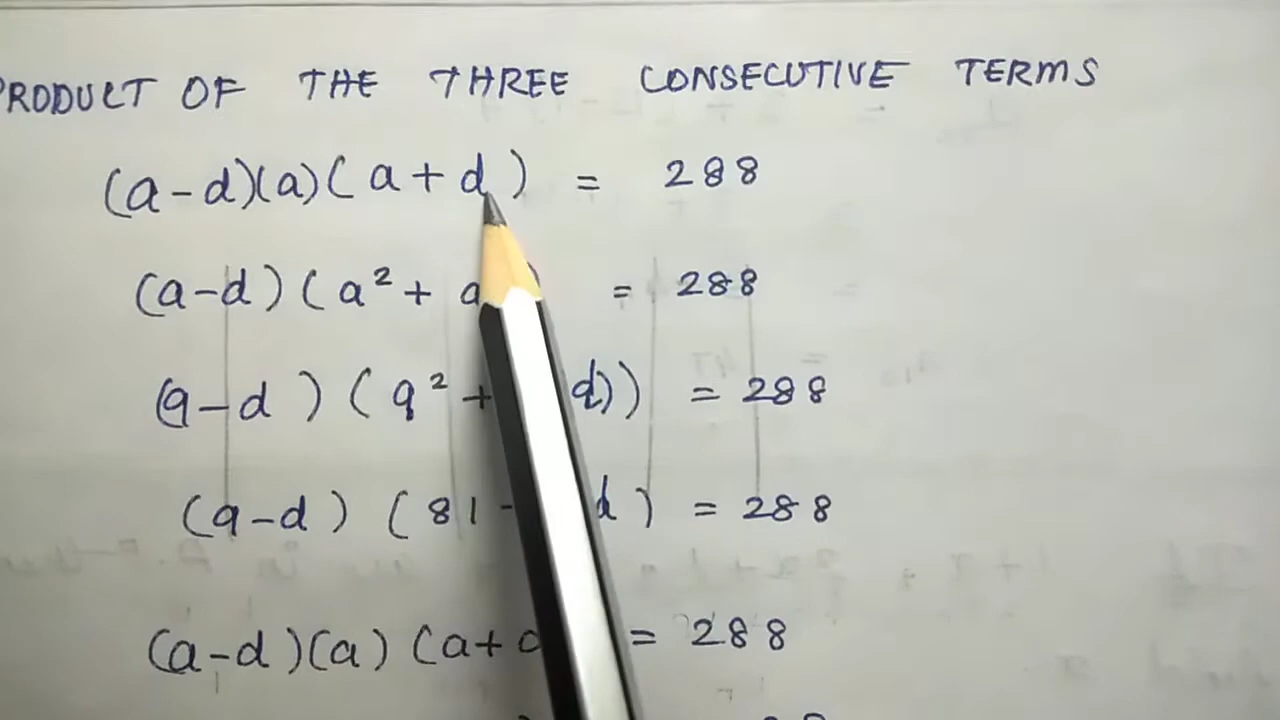 PRODUCT OF THE THREE CONSECUTIVE TERMS
(a-d)(a)(a+d) = 288
(a-d)(a²+ a = 288
(9-d)(9²+ d)) = 288
(9-d)(81 d) = 288
(a-d)(a)(a+ = 288